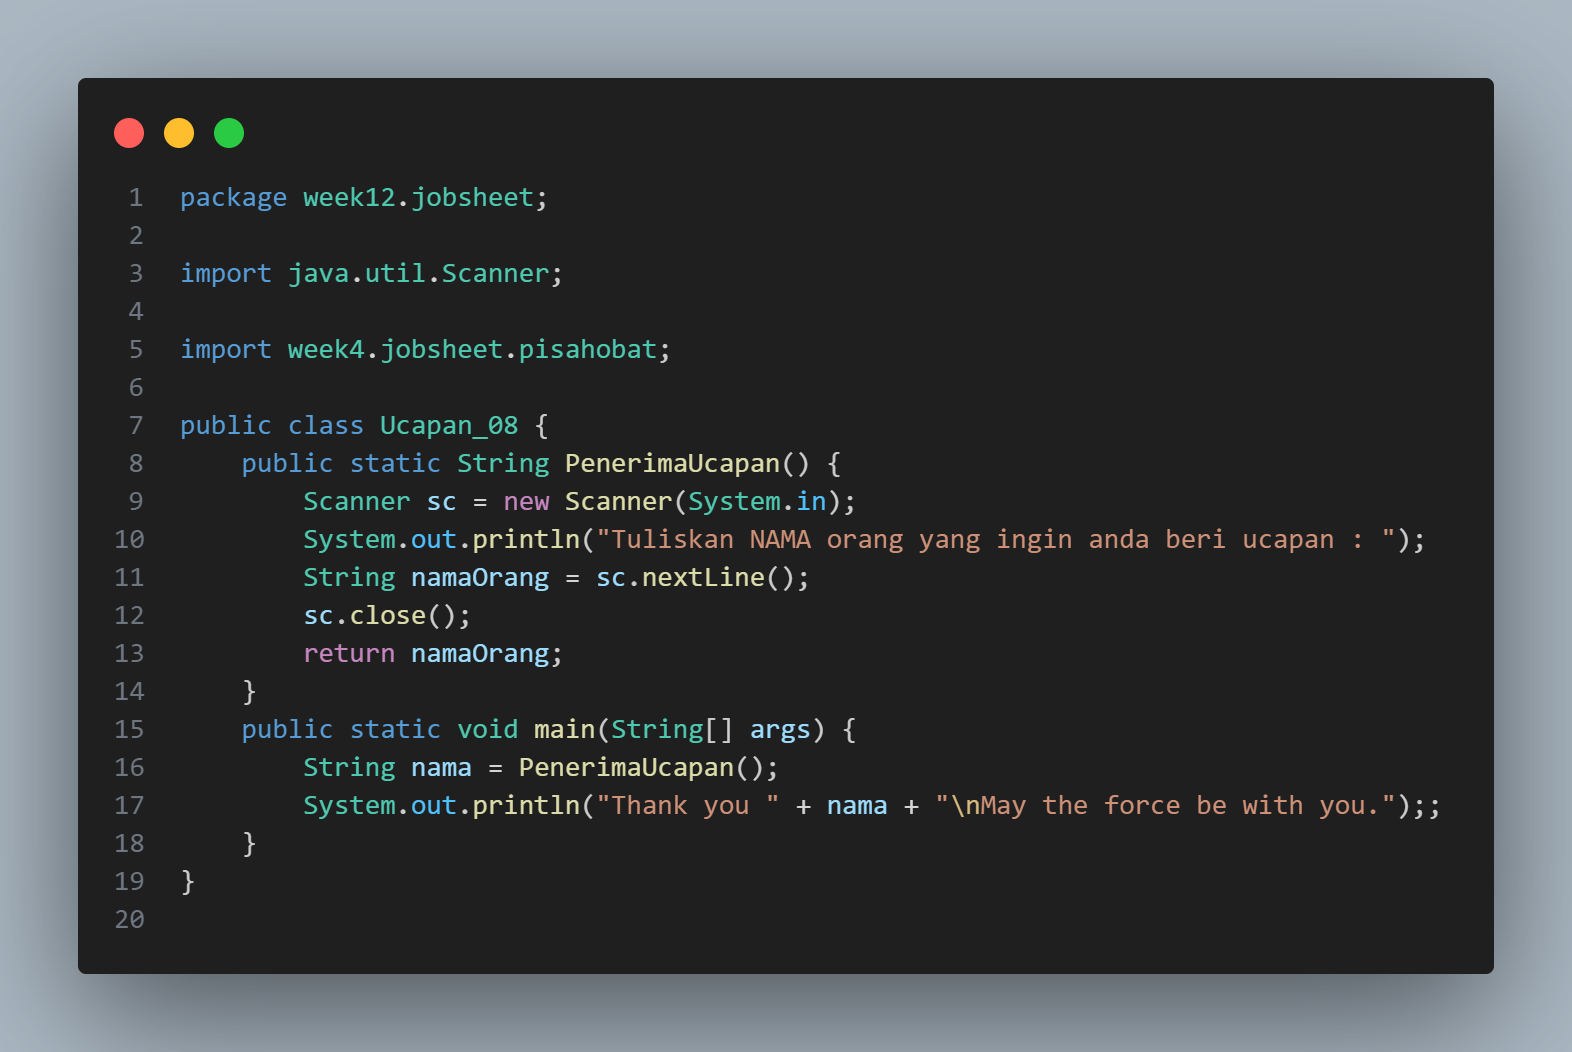 1 package week12.jobsheet;
2
3 import java.util.Scanner;
4
5 import week4.jobsheet.pisahobat;
6
7 public class Ucapan_08 {
8     public static String PenerimaUcapan() {
9         Scanner sc = new Scanner(System.in);
10         System.out.println("Tuliskan NAMA orang yang ingin anda beri ucapan : ");
11         String namaOrang = sc.nextLine();
12         sc.close();
13         return namaOrang;
14     }
15     public static void main(String[] args) {
16         String nama = PenerimaUcapan();
17         System.out.println("Thank you " + nama + "\nMay the force be with you.");;
18     }
19 }
20